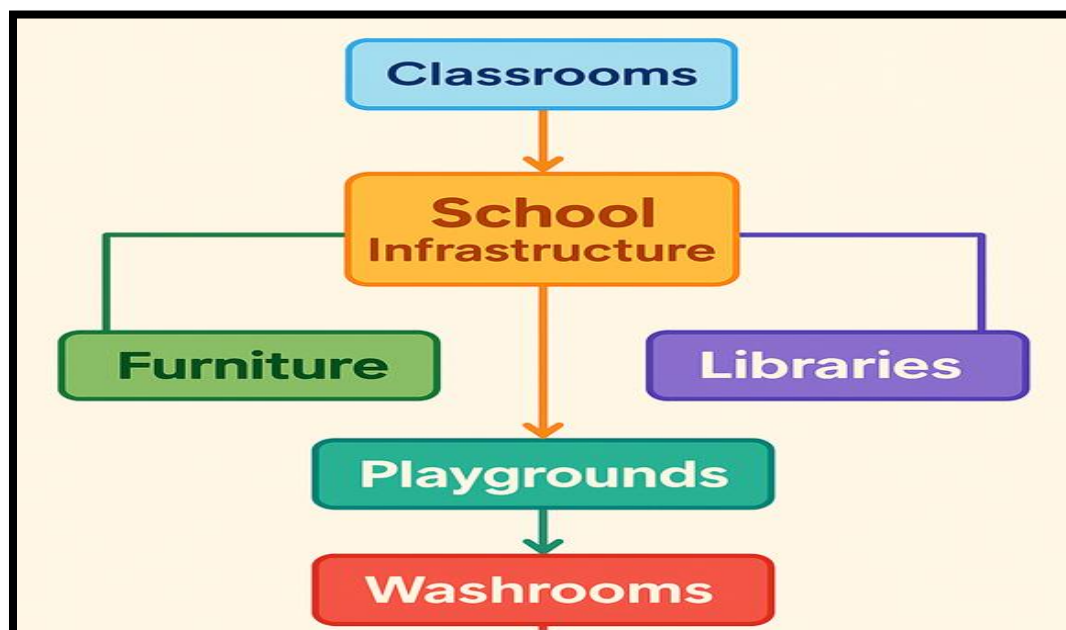 Classrooms
School
Infrastructure
Furniture
Libraries
Playgrounds
Washrooms